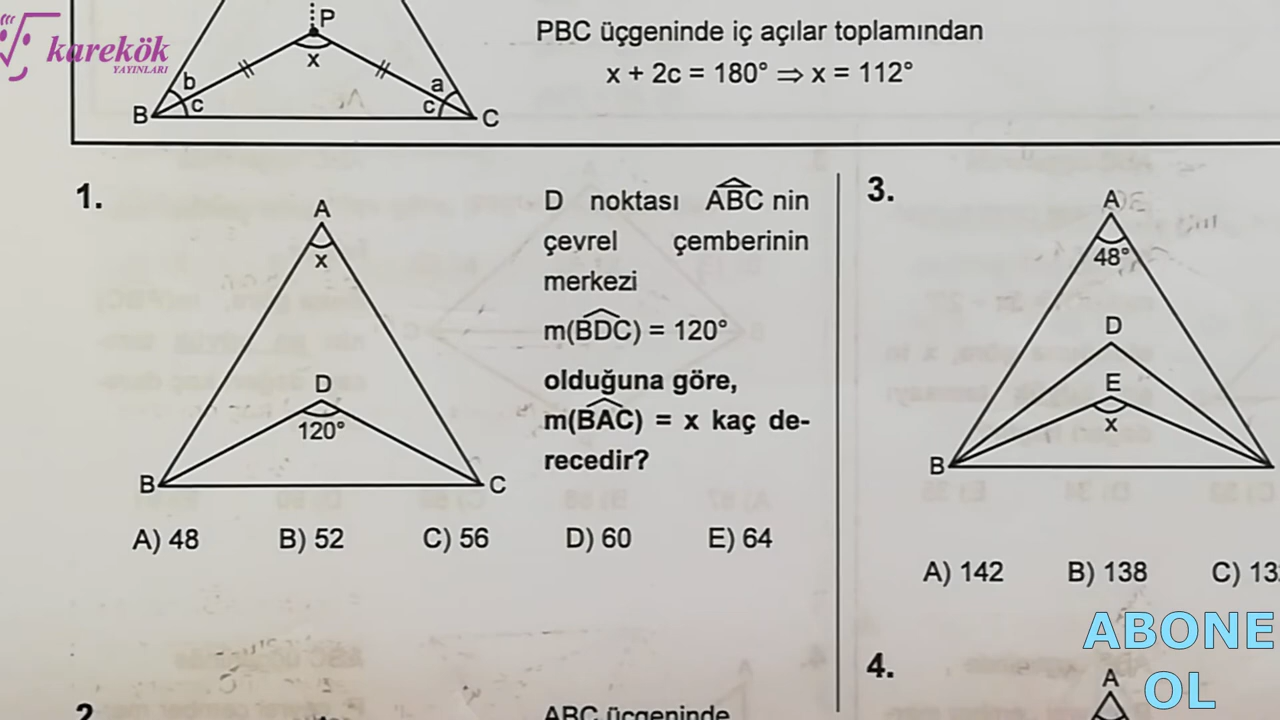 karekök
YAYINLARI
P
x
b
c
a
c
B
C
PBC üçgeninde iç açılar toplamından
x + 2c = 180° ⇒ x = 112°
1.
A
x
D
120°
B
C
D noktası ABC nin
çevrel çemberinin
merkezi
m(BDC) = 120°
olduğuna göre,
m(BAC) = x kaç de-
recedir?
A) 48 B) 52 C) 56 D) 60 E) 64
2
ABC üçgeninde
3.
A
48°
D
E
x
B
A) 142 B) 138 C) 13
4.
A
ABONE
OL